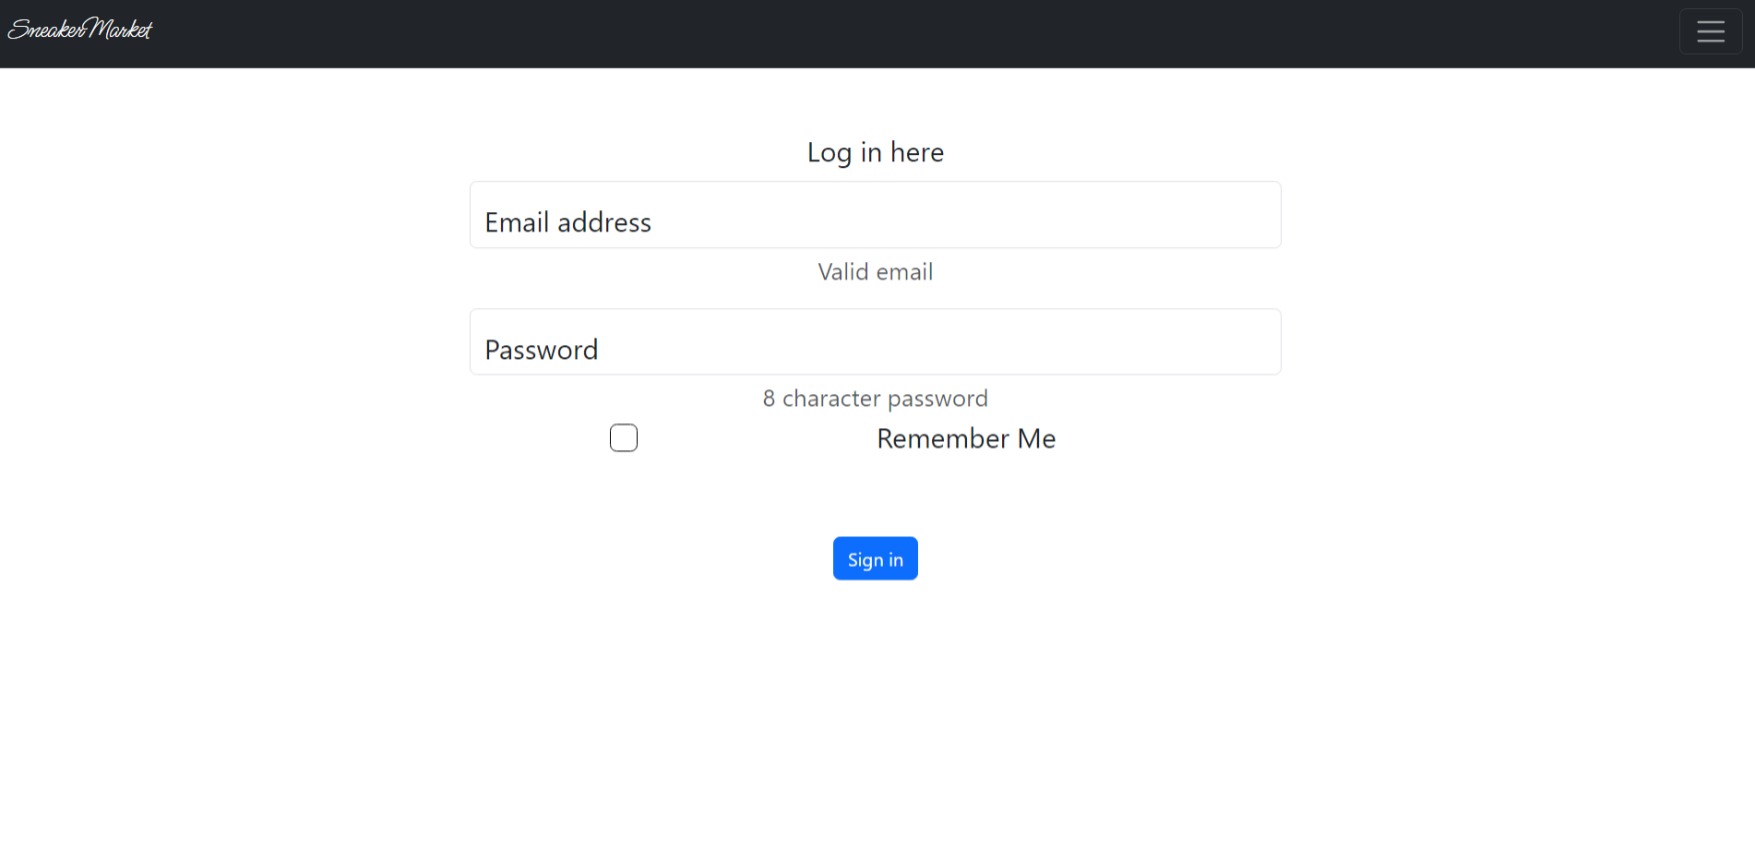 SneakerMarket
Log in here
Email address
Valid email
Password
8 character password
Remember Me
Sign in